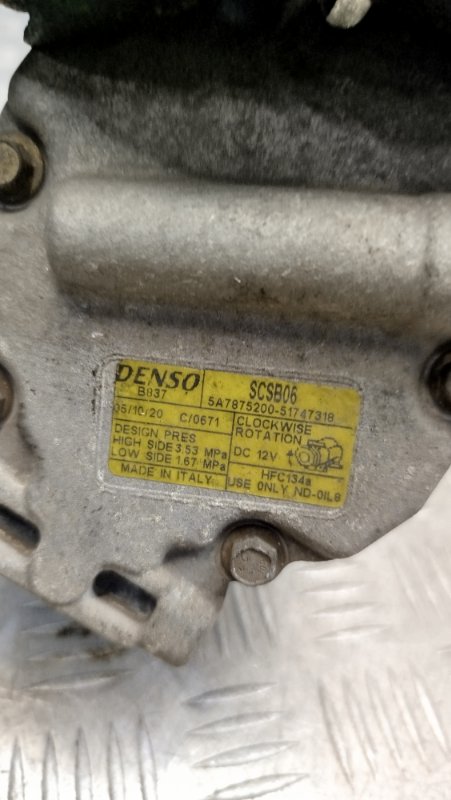 DENSO SCSB06
B837 5A7875200-51747318
05/10/20 C/0671 CLOCKWISE
ROTATION
DESIGN PRES
HIGH SIDE 3.53 MPa DC 12V
LOW SIDE 1.67 MPa HFC134a
MADE IN ITALY USE ONLY ND-OIL8